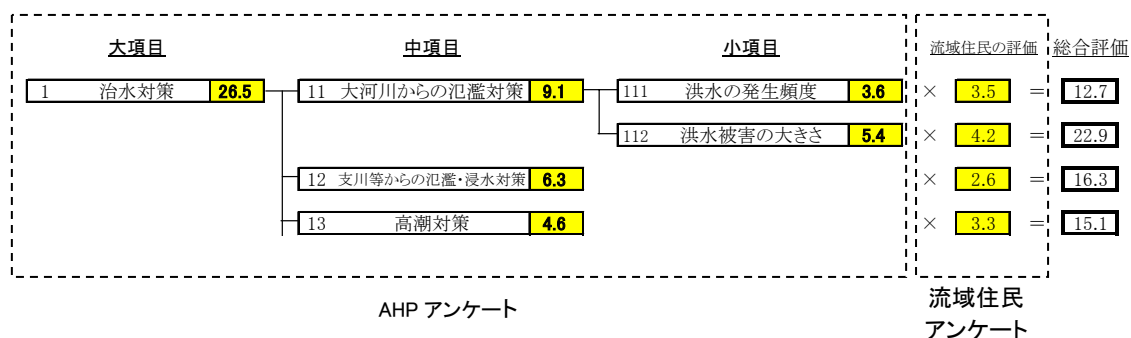 大項目 中項目 小項目 流域住民の評価 総合評価
1 治水対策 26.5 11 大河川からの氾濫対策 9.1 111 洪水の発生頻度 3.6 × 3.5 = 12.7
112 洪水被害の大きさ 5.4 × 4.2 = 22.9
12 支川等からの氾濫・浸水対策 6.3 × 2.6 = 16.3
13 高潮対策 4.6 × 3.3 = 15.1
AHP アンケート
流域住民
アンケート